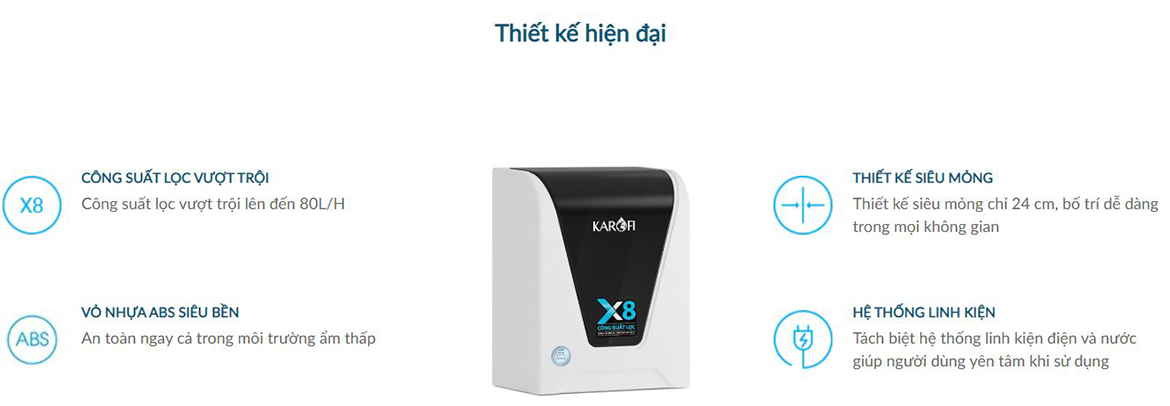 Thiết kế hiện đại
X8
CÔNG SUẤT LỌC VƯỢT TRỘI
Công suất lọc vượt trội lên đến 80L/H
ABS
VỎ NHỰA ABS SIÊU BỀN
An toàn ngay cả trong môi trường ẩm thấp
KAROFI
X8
CÔNG SUẤT LỌC
THIẾT KẾ SIÊU MỎNG
Thiết kế siêu mỏng chỉ 24 cm, bố trí dễ dàng
trong mọi không gian
HỆ THỐNG LINH KIỆN
Tách biệt hệ thống linh kiện điện và nước
giúp người dùng yên tâm khi sử dụng